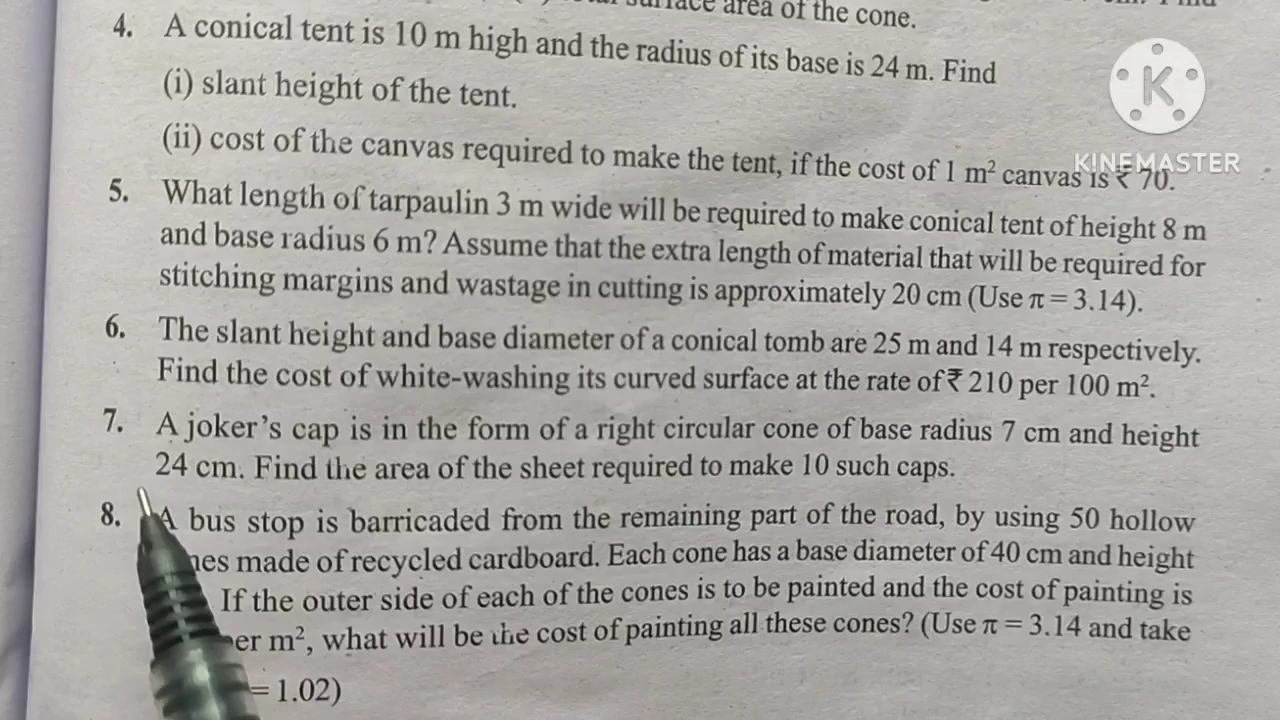 surface area of the cone.
4. A conical tent is 10 m high and the radius of its base is 24 m. Find
(i) slant height of the tent.
(ii) cost of the canvas required to make the tent, if the cost of 1 m² canvas is ₹ 70.
K
KINEMASTER
5. What length of tarpaulin 3 m wide will be required to make conical tent of height 8 m
and base radius 6 m? Assume that the extra length of material that will be required for
stitching margins and wastage in cutting is approximately 20 cm (Use π = 3.14).
6. The slant height and base diameter of a conical tomb are 25 m and 14 m respectively.
Find the cost of white-washing its curved surface at the rate of ₹ 210 per 100 m².
7. A joker's cap is in the form of a right circular cone of base radius 7 cm and height
24 cm. Find the area of the sheet required to make 10 such caps.
8. A bus stop is barricaded from the remaining part of the road, by using 50 hollow
made of recycled cardboard. Each cone has a base diameter of 40 cm and height
If the outer side of each of the cones is to be painted and the cost of painting is
m², what will be the cost of painting all these cones? (Use π = 3.14 and take
= 1.02)